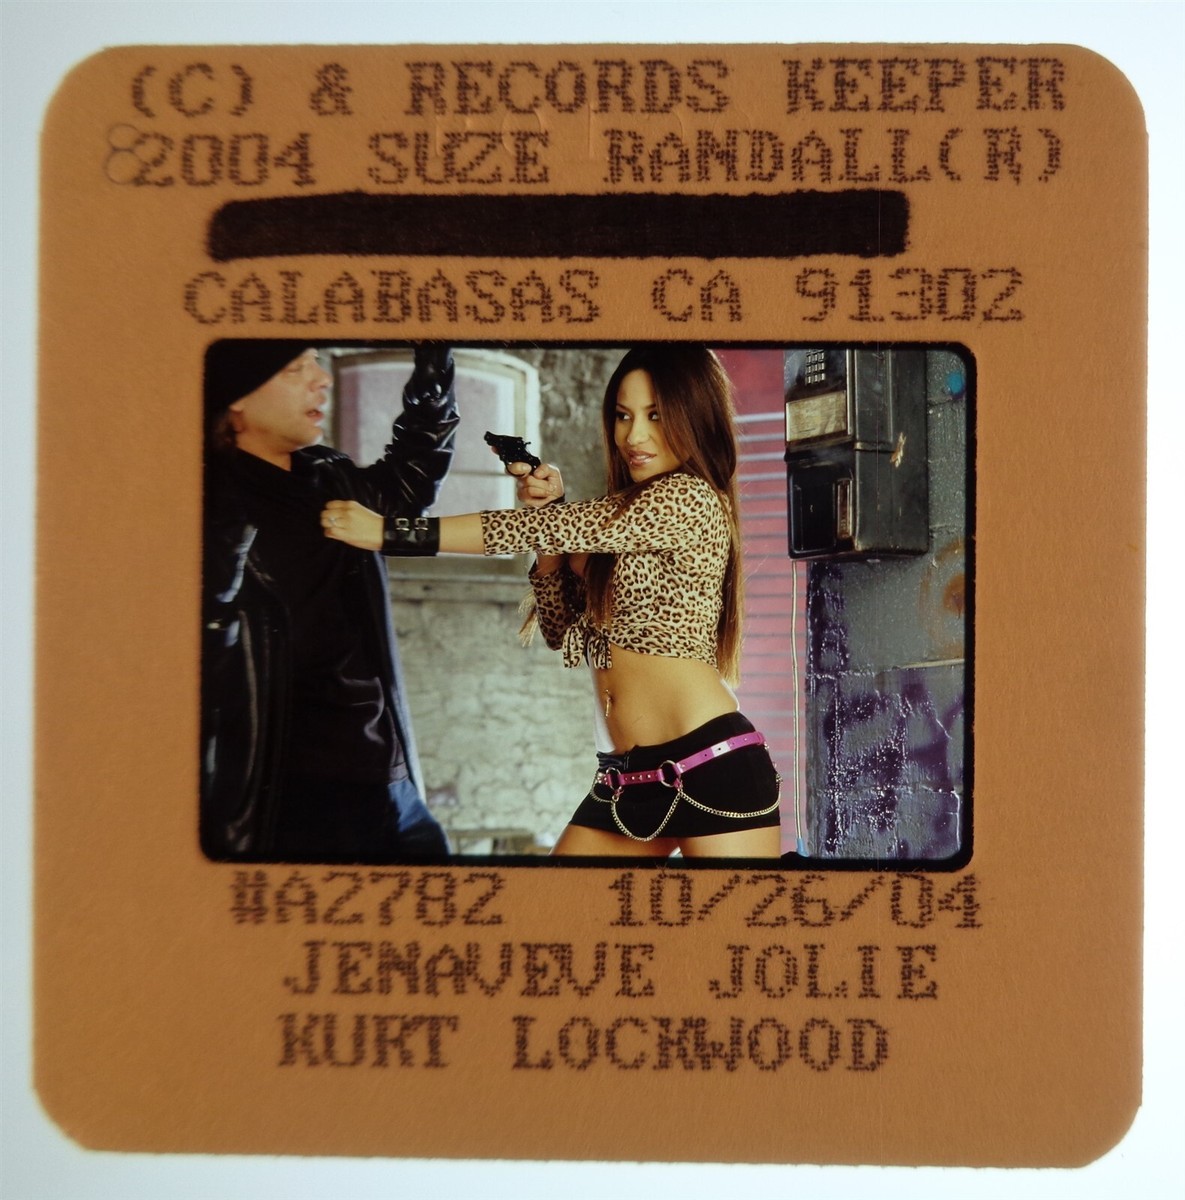 (C) & RECORDS KEEPER
2004 SUZE RANDALL(R)
CALABASAS CA 91302
#A2782 10/26/04
JENAVEVE JOLIE
KURT LOCKWOOD